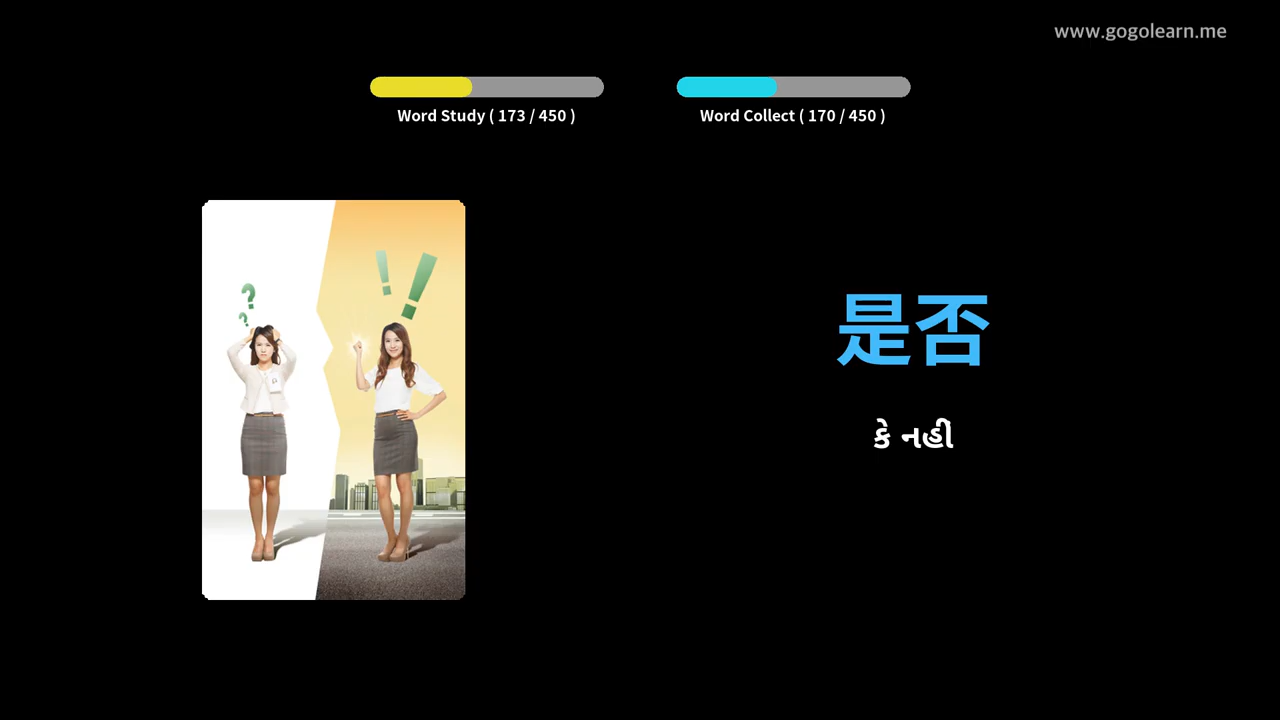 www.gogolearn.me
Word Study ( 173 / 450 )
Word Collect ( 170 / 450 )
? ?
! !
是否
કે નહીં